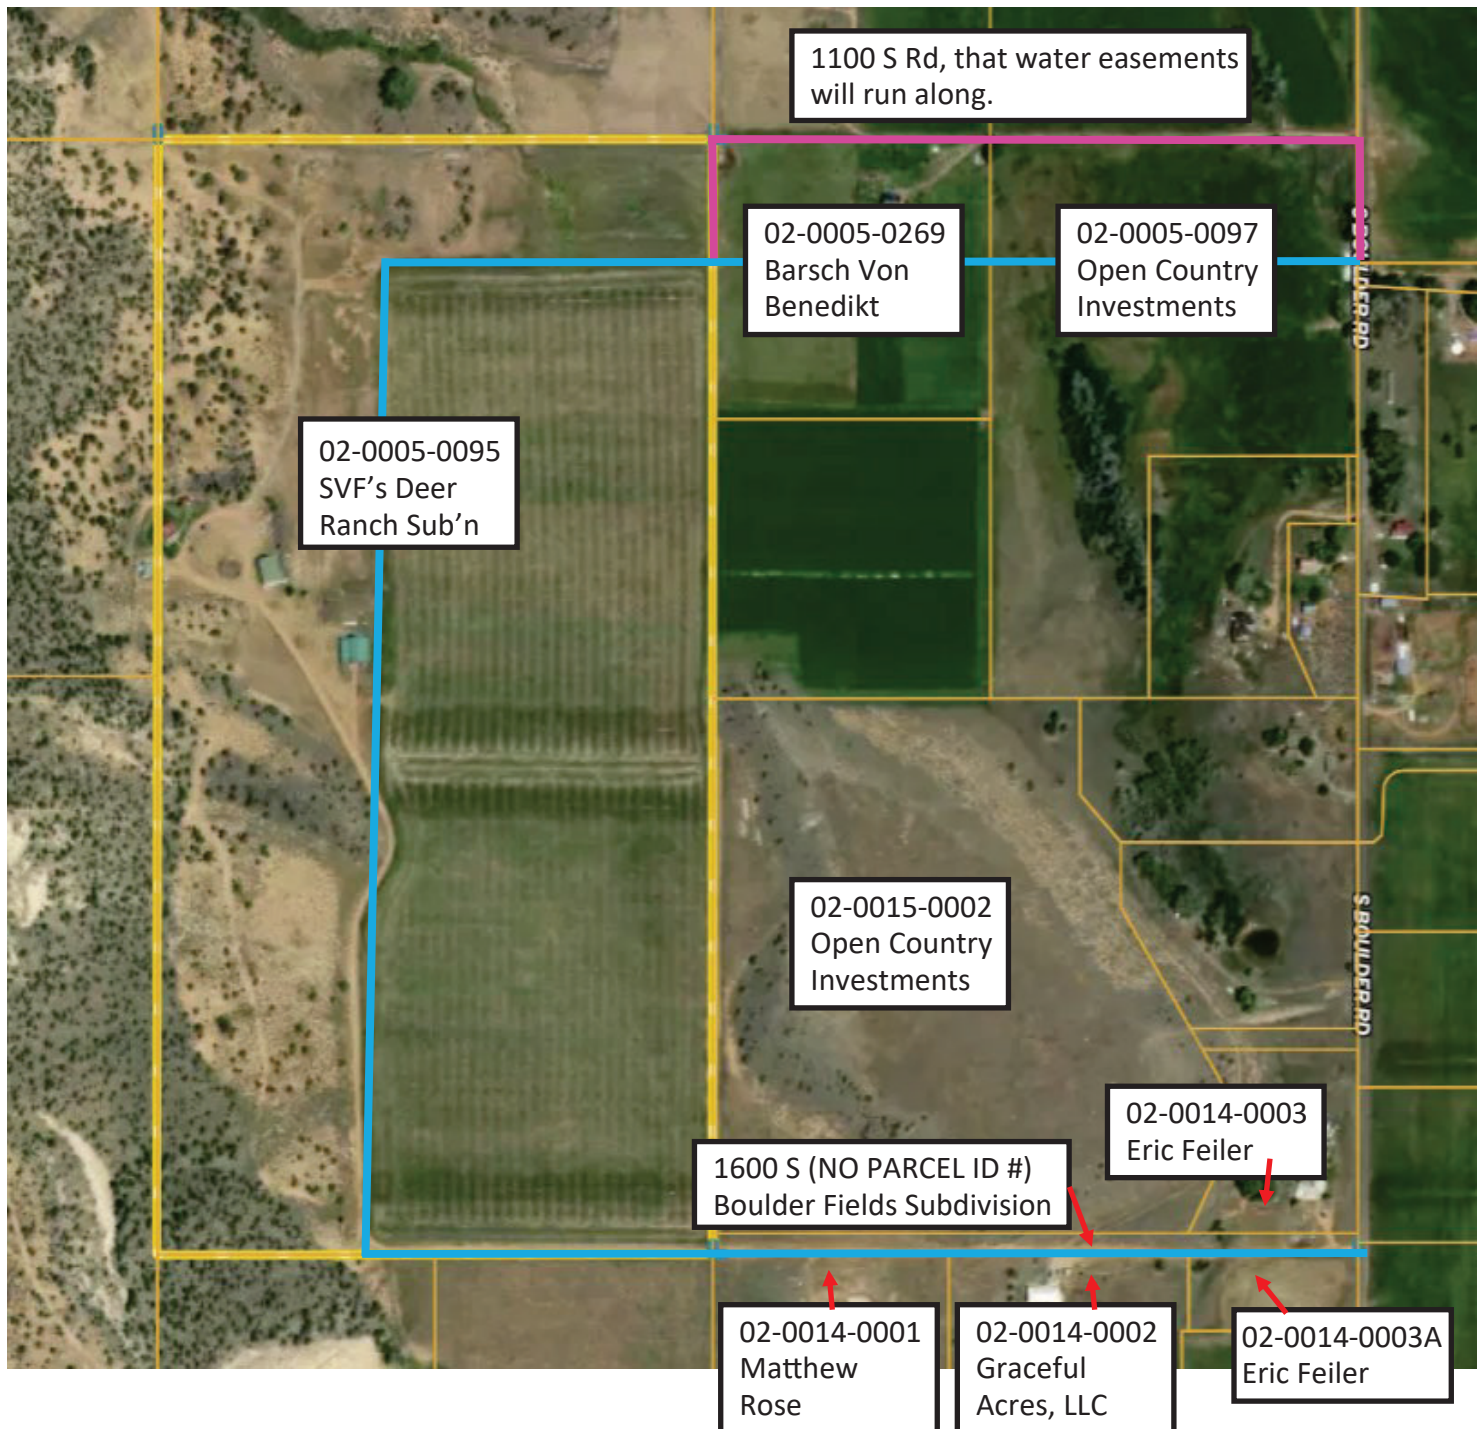 1100 S Rd, that water easements
will run along.
02-0005-0269
Barsch Von
Benedikt
02-0005-0097
Open Country
Investments
S BOULDER RD
02-0005-0095
SVF's Deer
Ranch Sub'n
02-0015-0002
Open Country
Investments
S BOULDER RD
02-0014-0003
Eric Feiler
1600 S (NO PARCEL ID #)
Boulder Fields Subdivision
02-0014-0001
Matthew
Rose
02-0014-0002
Graceful
Acres, LLC
02-0014-0003A
Eric Feiler